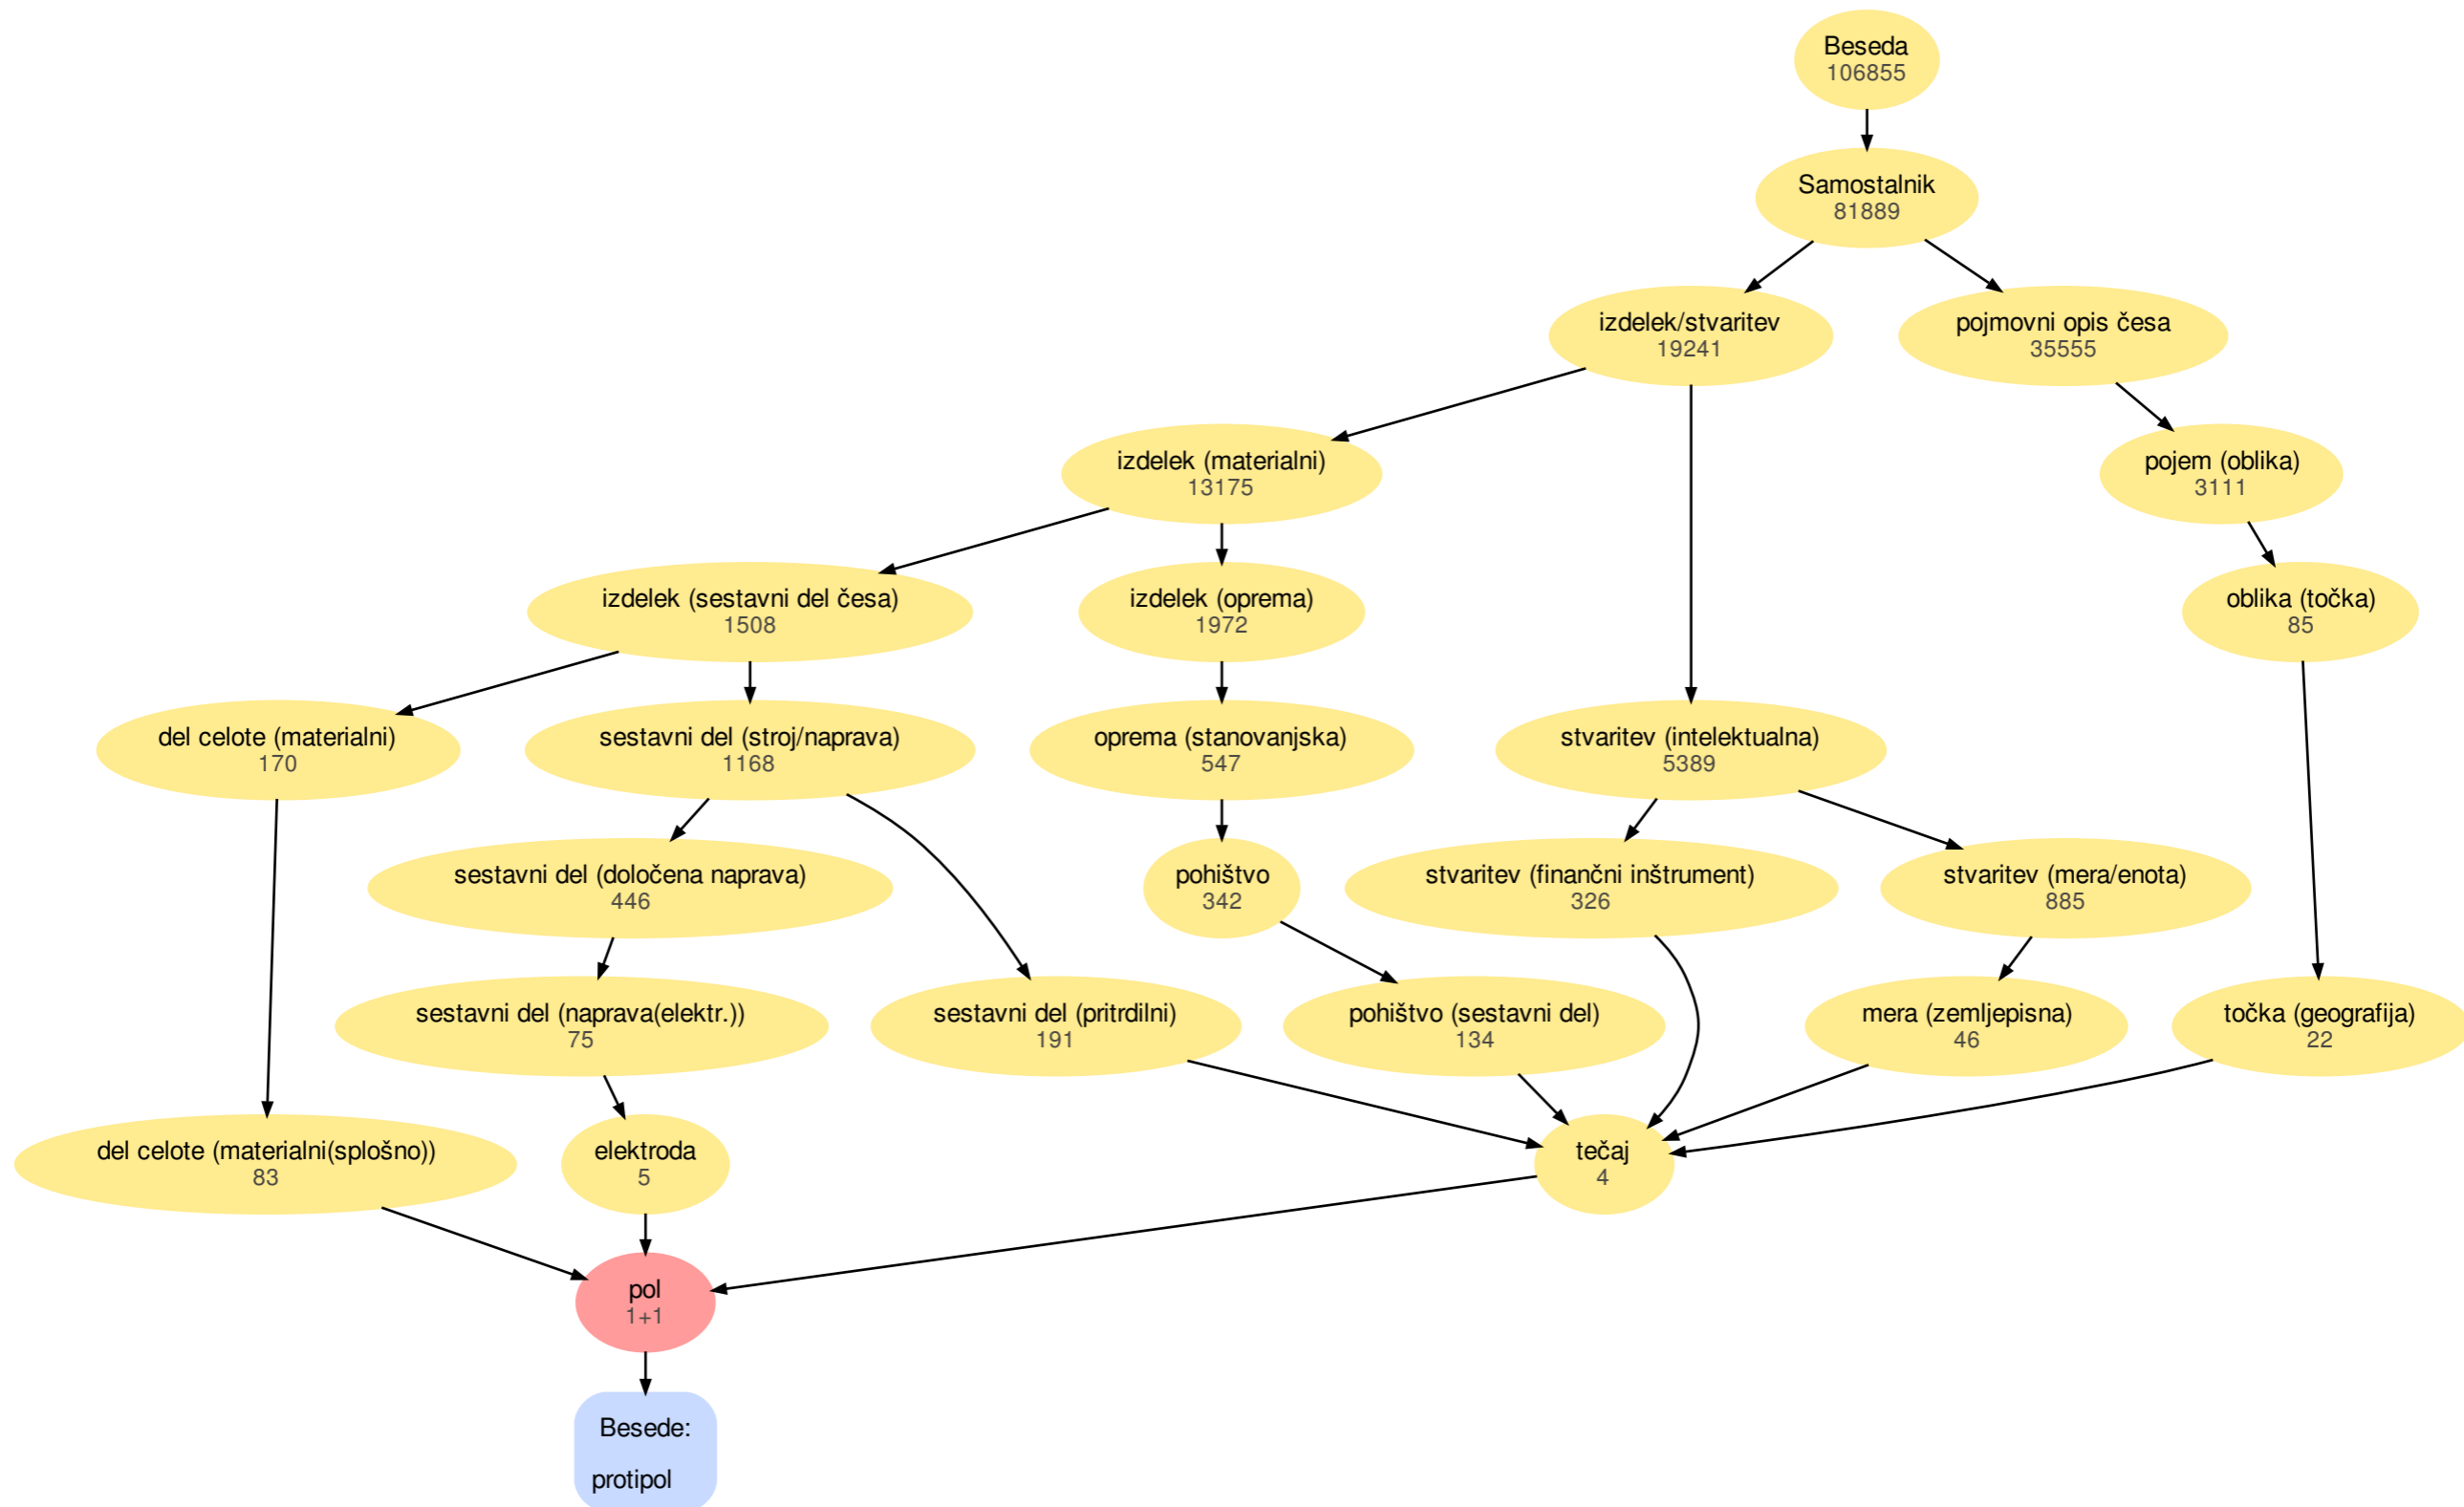 Beseda
106855
Samostalnik
81889
izdelek/stvaritev
19241
pojmovni opis česa
35555
izdelek (materialni)
13175
pojem (oblika)
3111
izdelek (sestavni del česa)
1508
izdelek (oprema)
1972
oblika (točka)
85
del celote (materialni)
170
sestavni del (stroj/naprava)
1168
oprema (stanovanjska)
547
stvaritev (intelektualna)
5389
sestavni del (določena naprava)
446
pohištvo
342
stvaritev (finančni inštrument)
326
stvaritev (mera/enota)
885
sestavni del (naprava(elektr.))
75
sestavni del (pritrdilni)
191
pohištvo (sestavni del)
134
mera (zemljepisna)
46
točka (geografija)
22
del celote (materialni(splošno))
83
elektroda
5
tečaj
4
pol
1+1
Besede:
protipol